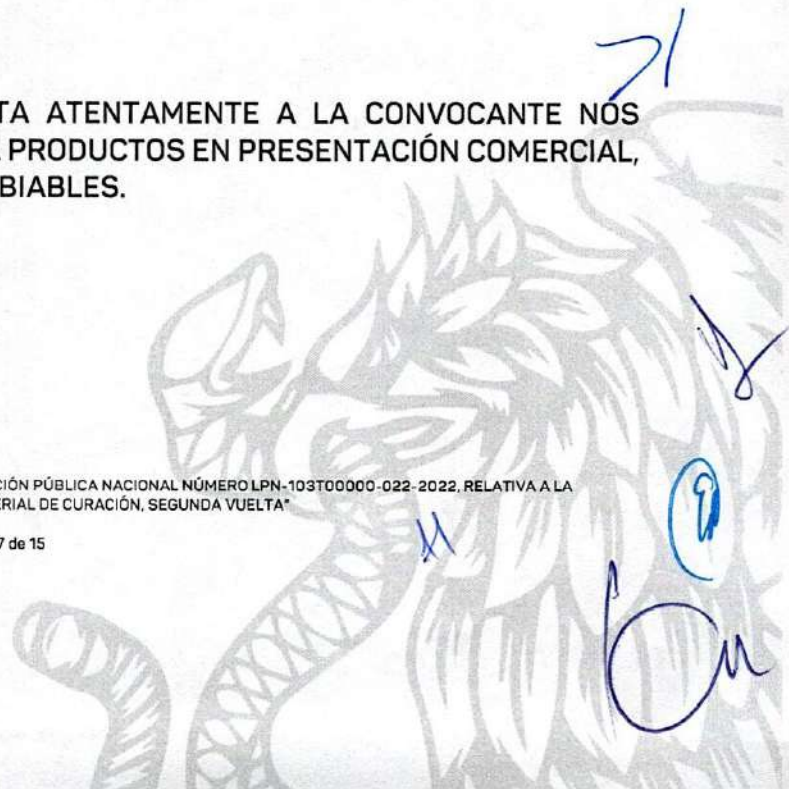 TA ATENTAMENTE A LA CONVOCANTE NOS
PRODUCTOS EN PRESENTACIÓN COMERCIAL,
BIABLES.
CIÓN PÚBLICA NACIONAL NÚMERO LPN-103T00000-022-2022, RELATIVA A LA
ERIAL DE CURACIÓN, SEGUNDA VUELTA"
7 de 15